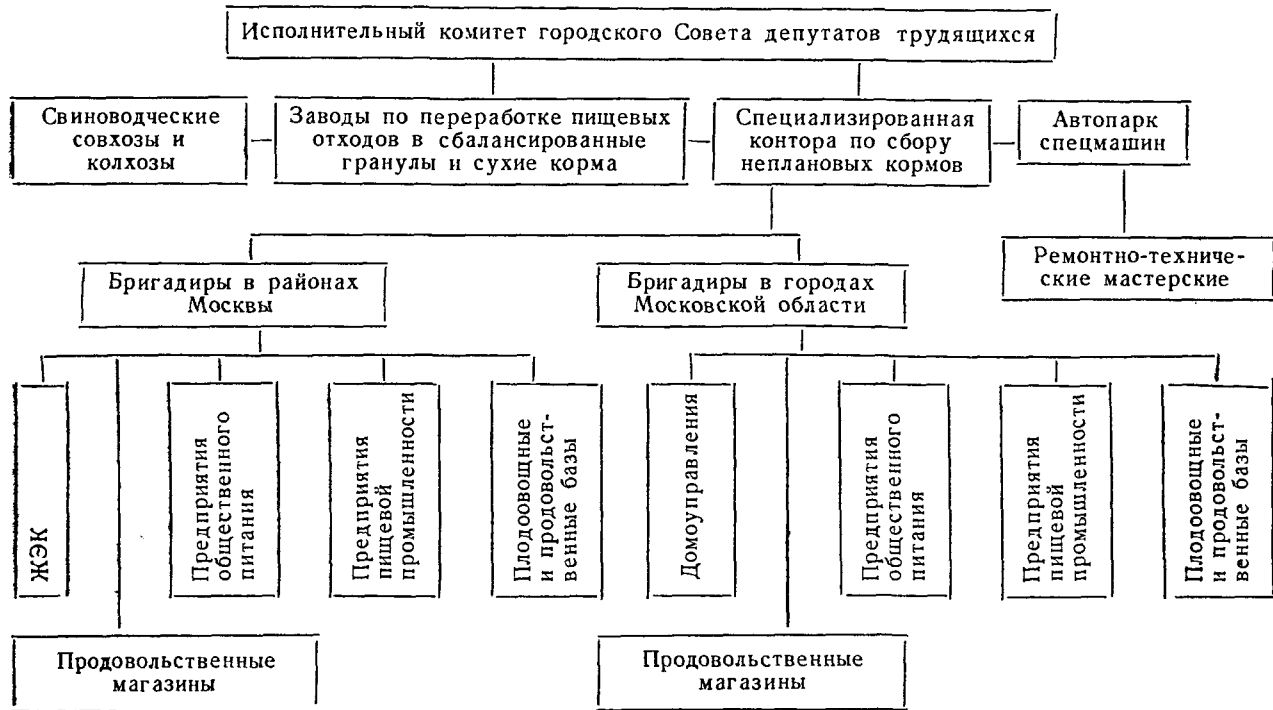 Исполнительный комитет городского Совета депутатов трудящихся
Свиноводческие
совхозы и
колхозы
Заводы по переработке пищевых
отходов в сбалансированные
гранулы и сухие корма
Специализированная
контора по сбору
неплановых кормов
Автопарк
спецмашин
Ремонтно-техниче-
ские мастерские
Бригадиры в районах
Москвы
Бригадиры в городах
Московской области
ЖЭК
Предприятия
общественного
питания
Предприятия
пищевой
промышленности
Плодоовощные
и продовольст-
венные базы
Домоуправления
Предприятия
общественного
питания
Предприятия
пищевой
промышленности
Плодоовощные
и продовольст-
венные базы
Продовольственные
магазины
Продовольственные
магазины